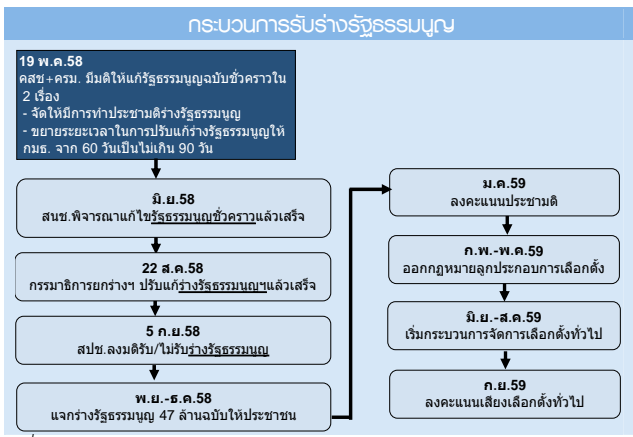 กระบวนการรับร่างรัฐธรรมนูญ
19 พ.ค.58
คสช+ครม. มีมติให้แก้รัฐธรรมนูญฉบับชั่วคราวใน
2 เรื่อง
- จัดให้มีการทำประชามติร่างรัฐธรรมนูญ
- ขยายระยะเวลาในการปรับแก้ร่างรัฐธรรมนูญให้
กมธ. จาก 60 วันเป็นไม่เกิน 90 วัน
มิ.ย.58
สนช.พิจารณาแก้ไขรัฐธรรมนูญชั่วคราวแล้วเสร็จ
22 ส.ค.58
กรรมาธิการยกร่างฯ ปรับแก้ร่างรัฐธรรมนูญฯแล้วเสร็จ
5 ก.ย.58
สปช.ลงมติรับ/ไม่รับร่างรัฐธรรมนูญ
พ.ย.-ธ.ค.58
แจกร่างรัฐธรรมนูญ 47 ล้านฉบับให้ประชาชน
ม.ค.59
ลงคะแนนประชามติ
ก.พ.-พ.ค.59
ออกกฎหมายลูกประกอบการเลือกตั้ง
มิ.ย.-ส.ค.59
เริ่มกระบวนการจัดการเลือกตั้งทั่วไป
ก.ย.59
ลงคะแนนเสียงเลือกตั้งทั่วไป